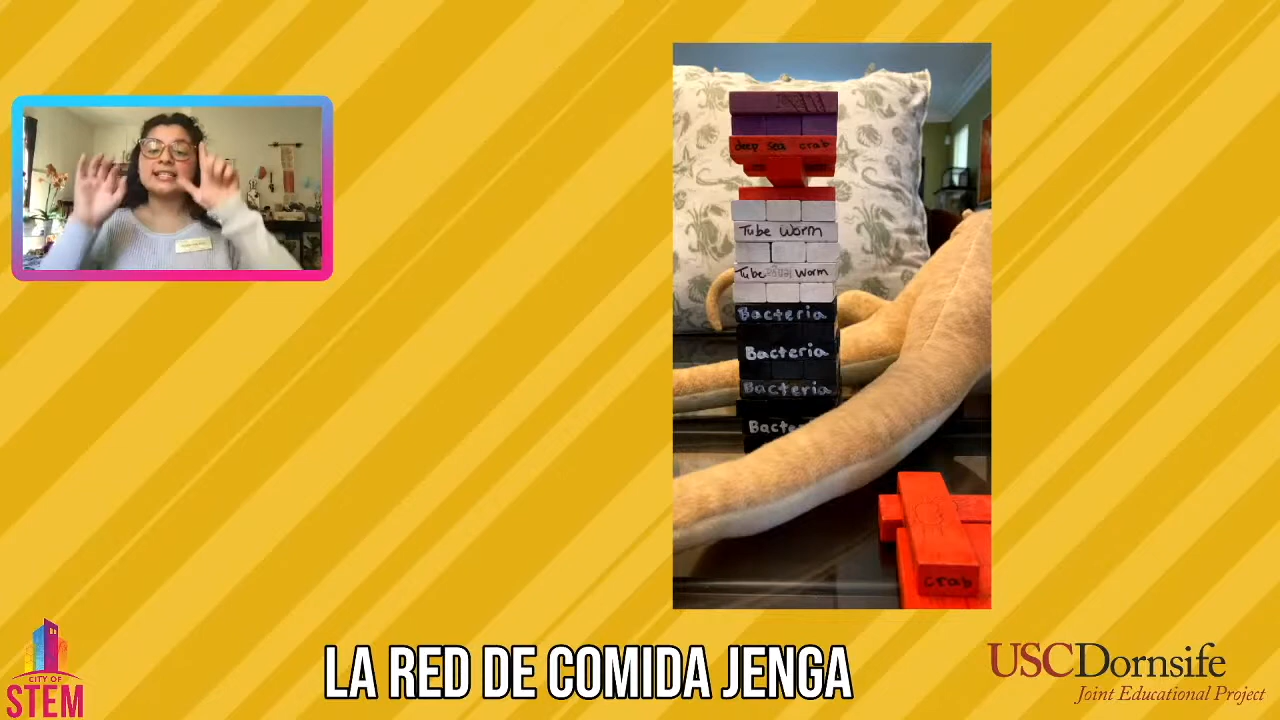 deep sea crab
Tube Worm
Tube Worm
Bacteria
Bacteria
Bacteria
Bacte
crab
LA RED DE COMIDA JENGA
CITY OF
STEM
USCDornsife
Joint Educational Project